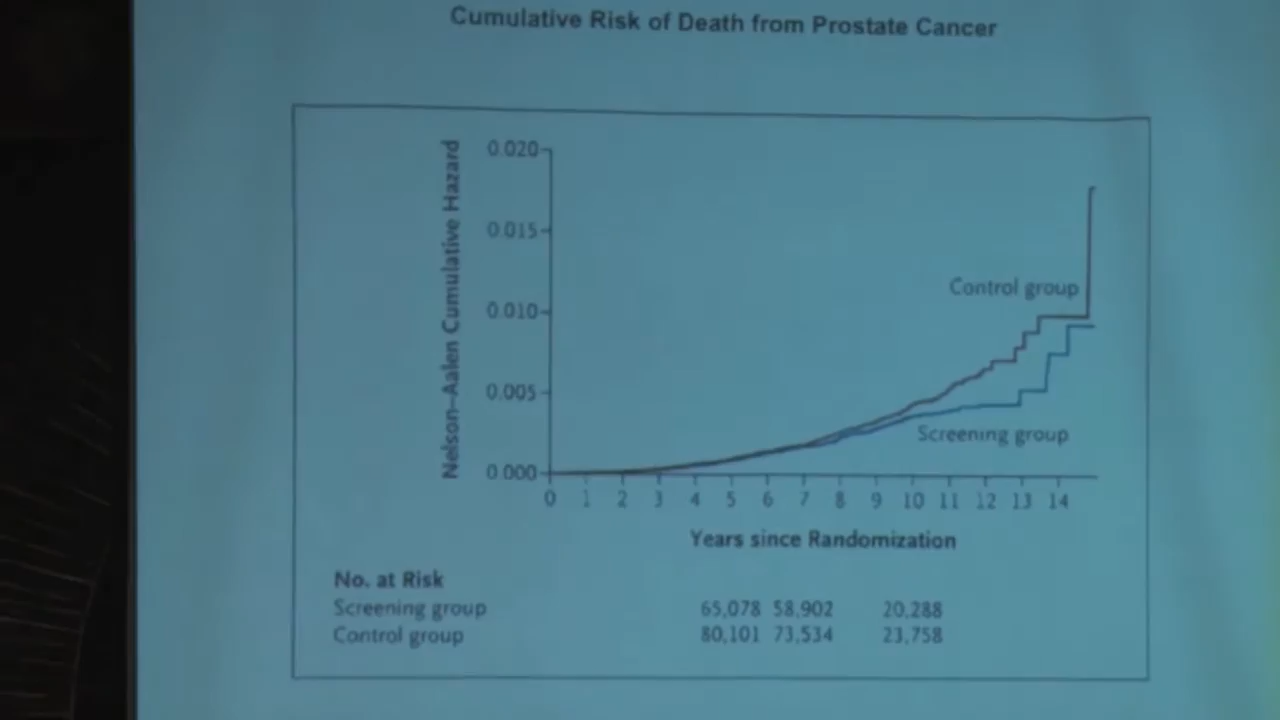 Cumulative Risk of Death from Prostate Cancer
Nelson–Aalen Cumulative Hazard
0.020
0.015
0.010
0.005
0.000
Control group
Screening group
0 1 2 3 4 5 6 7 8 9 10 11 12 13 14
Years since Randomization
No. at Risk
Screening group 65,078 58,902 20,288
Control group 80,101 73,534 23,758